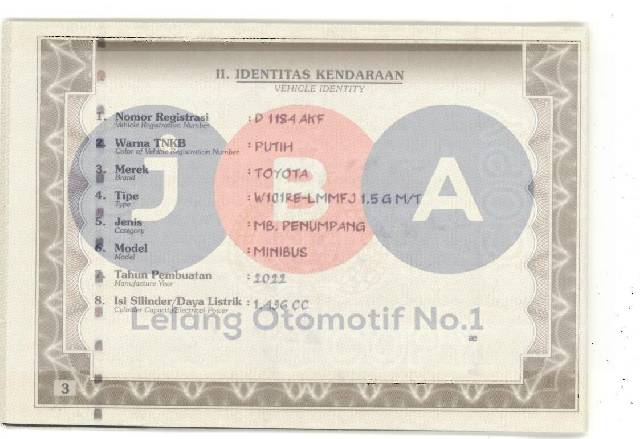 II. IDENTITAS KENDARAAN
VEHICLE IDENTITY
1. Nomor Registrasi : D 1184 AKF
Vehicle Registration Number
2. Warna TNKB : PUTIH
Color of Vehicle Registration Number
3. Merek : TOYOTA
Brand
4. Tipe : W101RE-LMMFJ 1.5 G M/T
Type
5. Jenis : MB. PENUMPANG
Category
6. Model : MINIBUS
Model
7. Tahun Pembuatan : 2022
Manufacture Year
8. Isi Silinder/Daya Listrik : 1.496 CC
Cylinder Capacity/Electrical Power
jBA
Lelang Otomotif No.1
3